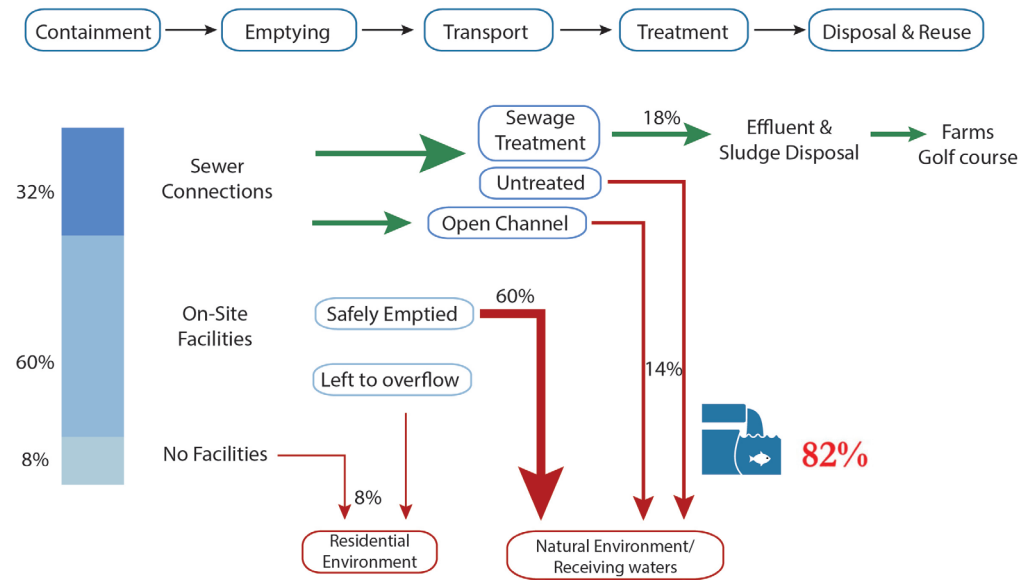 Containment
Emptying
Transport
Treatment
Disposal & Reuse
32%
60%
8%
Sewer
Connections
Sewage
Treatment
18%
Effluent &
Sludge Disposal
Farms
Golf course
Untreated
Open Channel
On-Site
Facilities
Safely Emptied
60%
Left to overflow
14%
82%
No Facilities
8%
Residential
Environment
Natural Environment/
Receiving waters